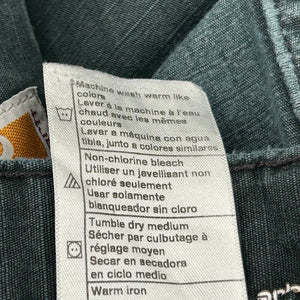 Machine wash warm like
colors
Laver à la machine à l'eau
chaud avec les mêmes
couleurs
Lavar a máquina con agua
tibia, junto a colores similares
Non-chlorine bleach
Utiliser un javellisant non
chloré seulement
Usar solamente
blanqueador sin cloro
Tumble dry medium
Sécher par culbutage à
réglage moyen
Secar en secadora
en ciclo medio
Warm iron